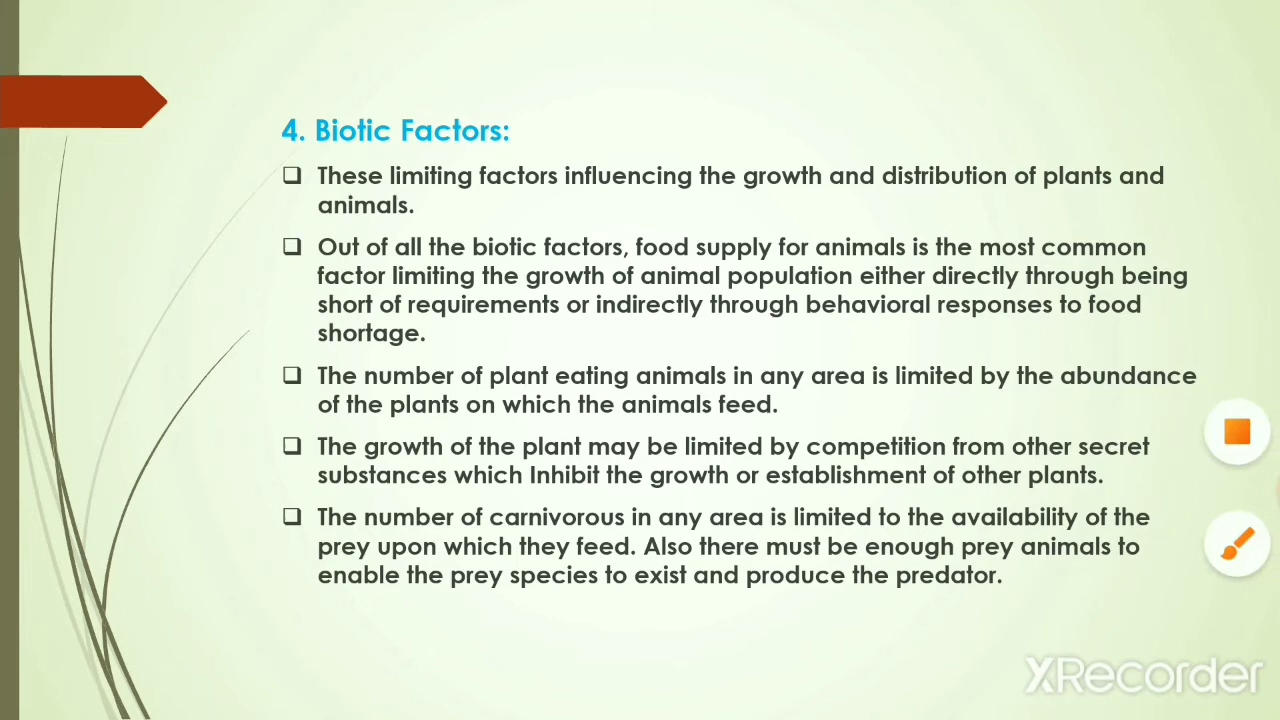 4. Biotic Factors:
❑ These limiting factors influencing the growth and distribution of plants and
animals.
❑ Out of all the biotic factors, food supply for animals is the most common
factor limiting the growth of animal population either directly through being
short of requirements or indirectly through behavioral responses to food
shortage.
❑ The number of plant eating animals in any area is limited by the abundance
of the plants on which the animals feed.
❑ The growth of the plant may be limited by competition from other secret
substances which Inhibit the growth or establishment of other plants.
❑ The number of carnivorous in any area is limited to the availability of the
prey upon which they feed. Also there must be enough prey animals to
enable the prey species to exist and produce the predator.
XRecorder